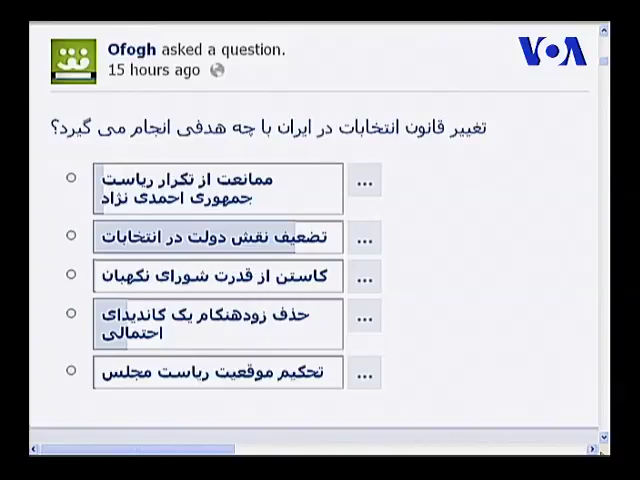 Ofogh asked a question.
VOA
15 hours ago
تغییر قانون انتخابات در ایران با چه هدفی انجام می گیرد؟
ممانعت از تکرار ریاست
جمهوری احمدی نژاد
...
تضعیف نقش دولت در انتخابات
...
کاستن از قدرت شورای نگهبان
...
حذف زودهنگام یک کاندیدای
احتمالی
...
تحکیم موقعیت ریاست مجلس
...